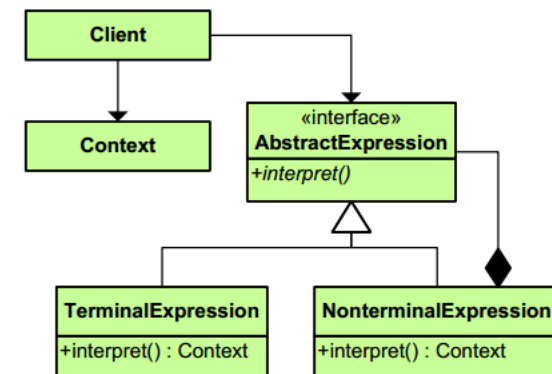 Client
Context
«interface»
AbstractExpression
+interpret()
TerminalExpression
+interpret() : Context
NonterminalExpression
+interpret() : Context